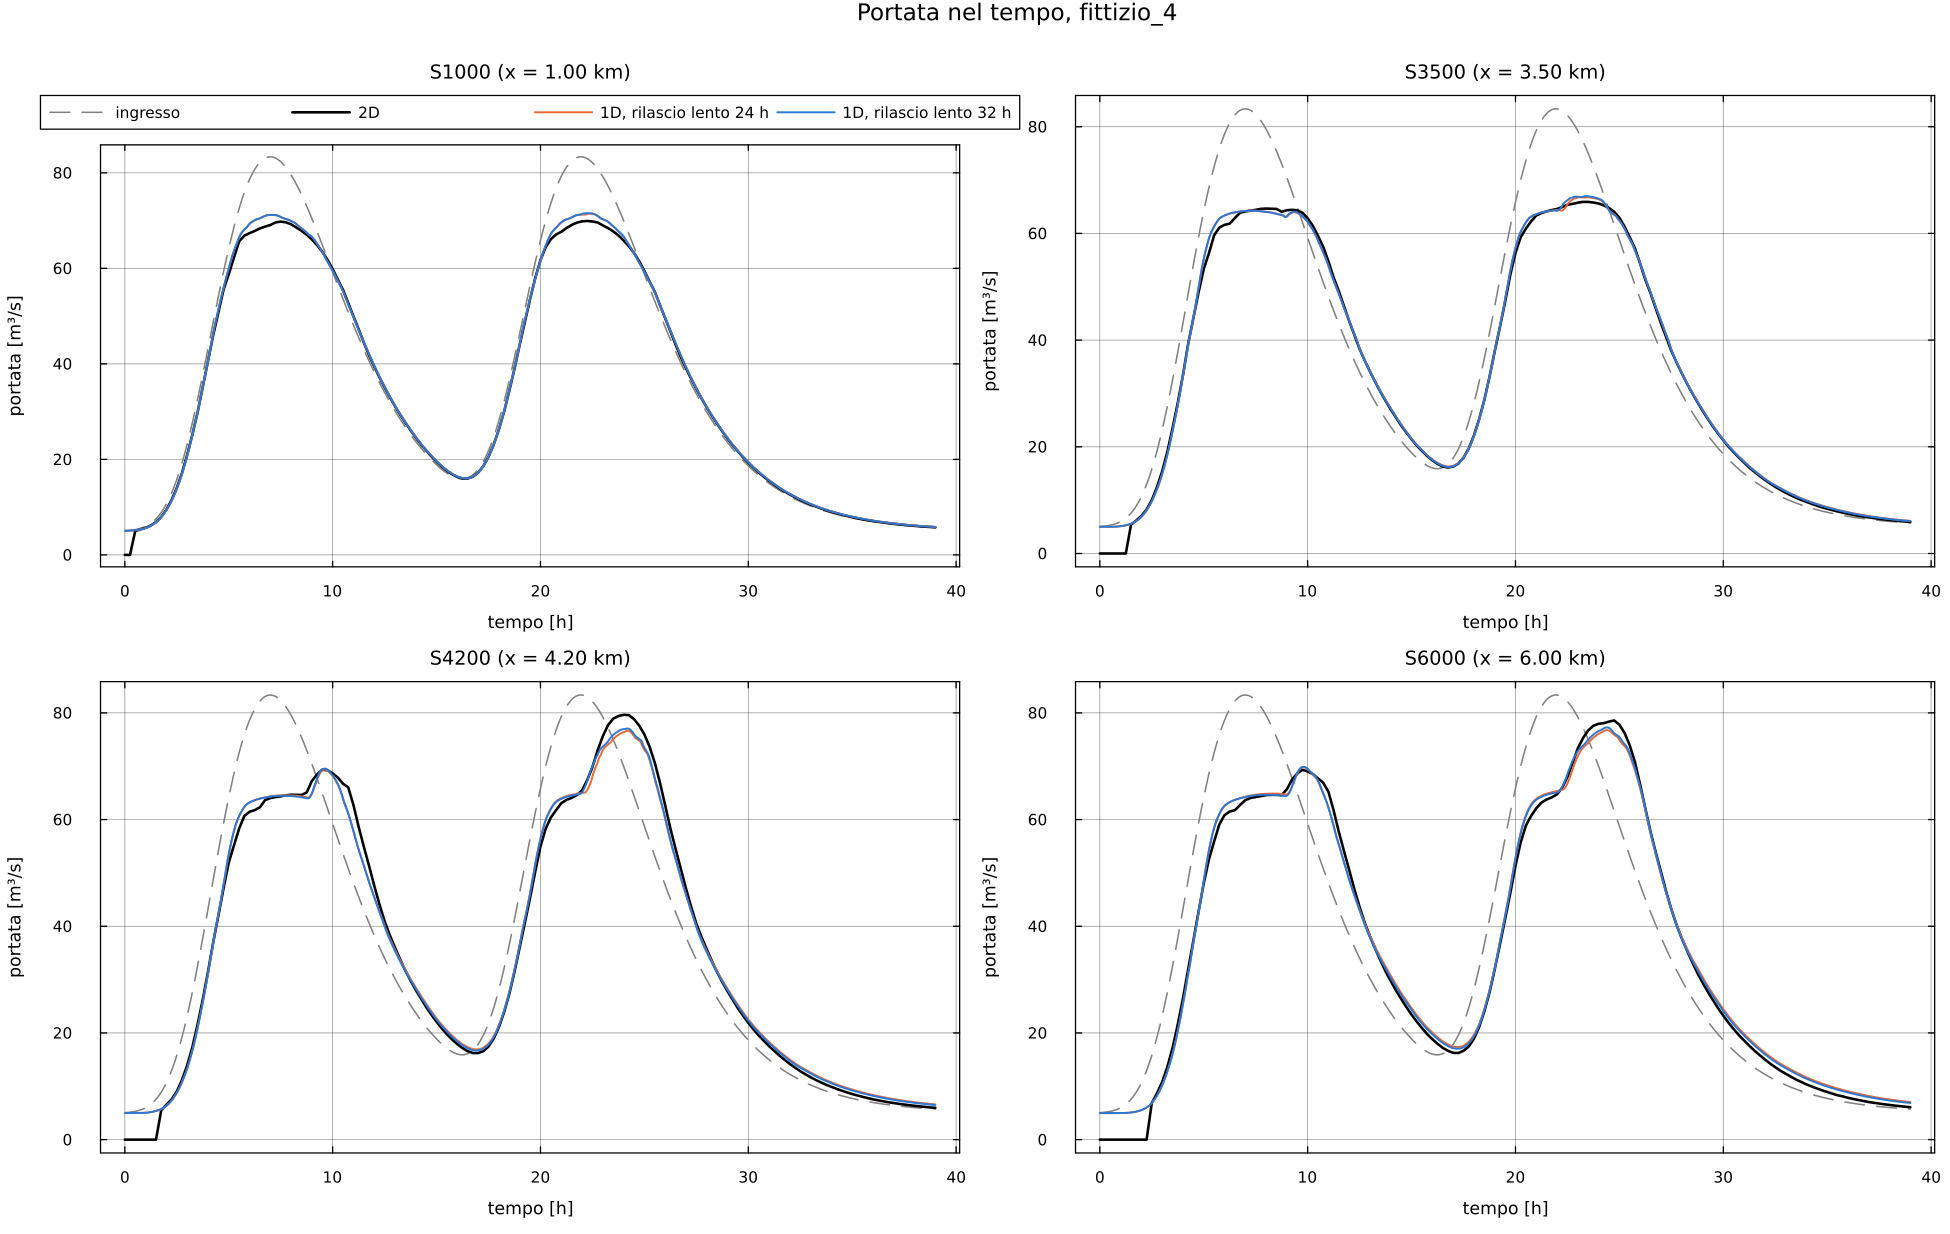 Portata nel tempo, fittizio_4
S1000 (x = 1.00 km)
ingresso 2D 1D, rilascio lento 24 h 1D, rilascio lento 32 h
portata [m³/s]
80
60
40
20
0
0 10 20 30 40
tempo [h]
S3500 (x = 3.50 km)
portata [m³/s]
80
60
40
20
0
0 10 20 30 40
tempo [h]
S4200 (x = 4.20 km)
portata [m³/s]
80
60
40
20
0
0 10 20 30 40
tempo [h]
S6000 (x = 6.00 km)
portata [m³/s]
80
60
40
20
0
0 10 20 30 40
tempo [h]